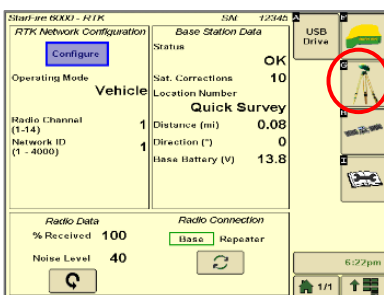 StarFire 6000 - RTK
SN 12345
RTK Network Configuration
Configure
Operating Mode
Vehicle
Radio Channel
(1-14)
1
Network ID
(1 - 4000)
1
Base Station Data
Status
OK
Sat. Corrections 10
Location Number
Quick Survey
Distance (mi) 0.08
Direction (°) 0
Base Battery (V) 13.8
Radio Data
% Received 100
Noise Level 40
Radio Connection
Base Repeater
A
USB
Drive
F
G
H
I
6:22pm
1/1